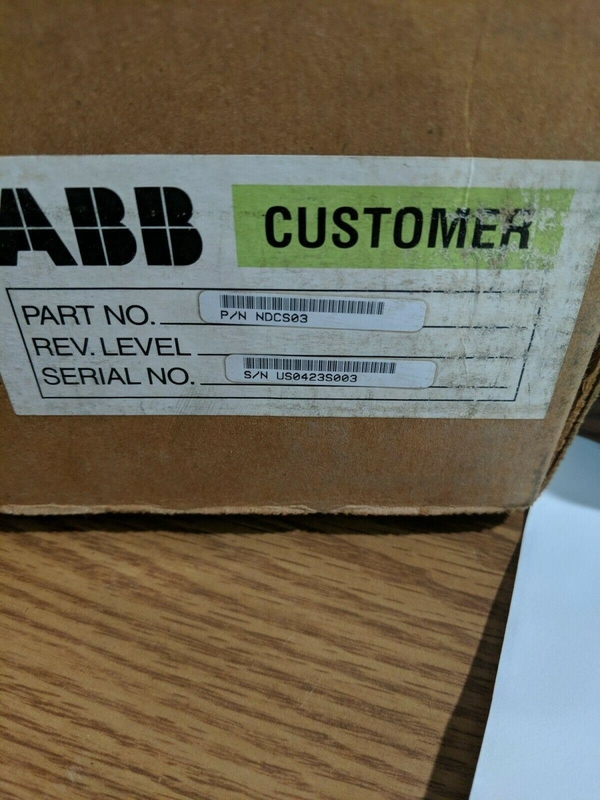 ABB CUSTOMER
PART NO. P/N NDCS03
REV. LEVEL
SERIAL NO. S/N US0423S003